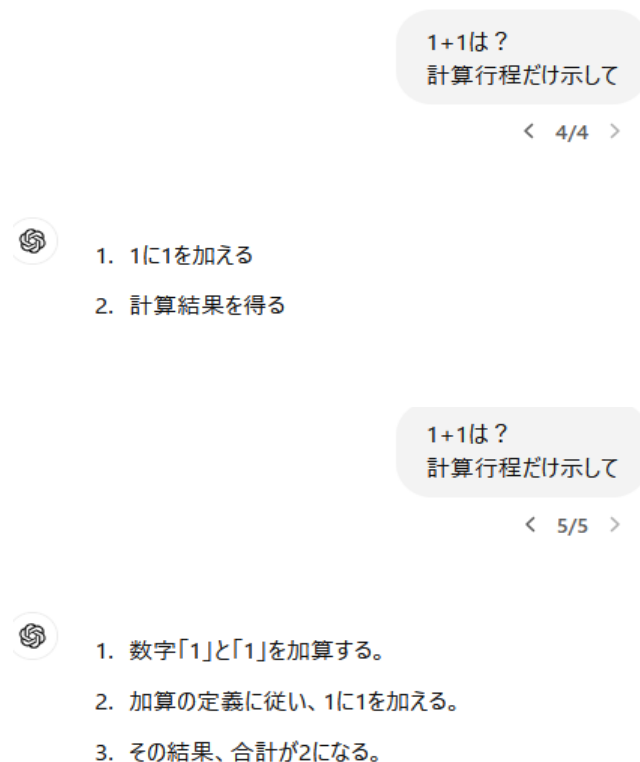 1+1は？
計算行程だけ示して
< 4/4 >
1. 1に1を加える
2. 計算結果を得る
1+1は？
計算行程だけ示して
< 5/5 >
1. 数字「1」と「1」を加算する。
2. 加算の定義に従い、1に1を加える。
3. その結果、合計が2になる。